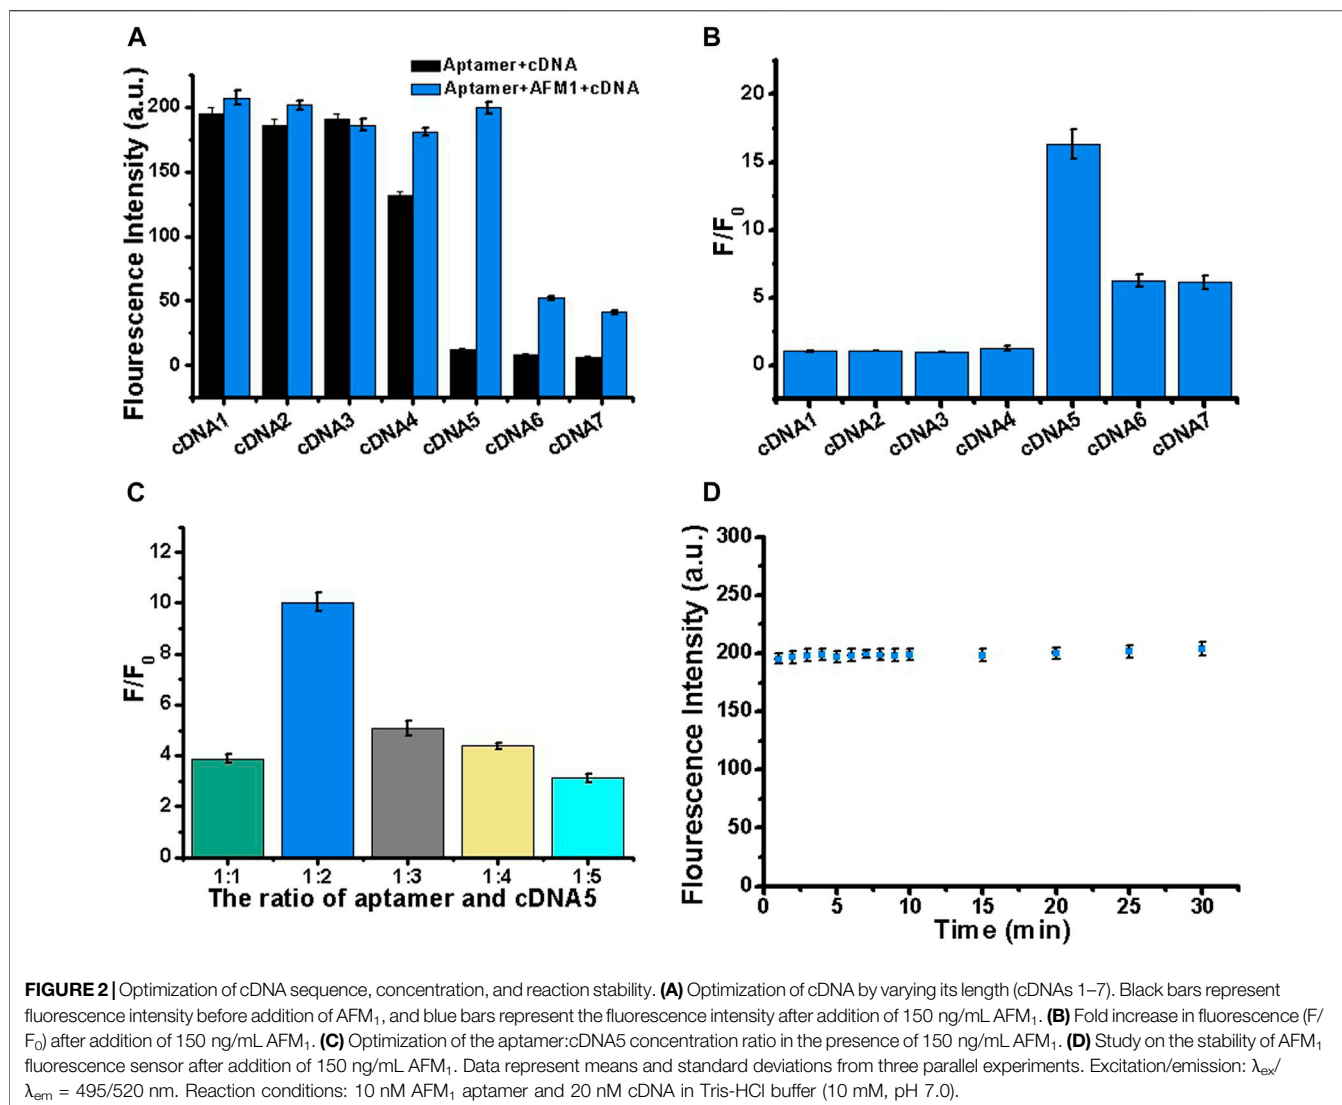 A
Aptamer+cDNA
Aptamer+AFM1+cDNA
Flourescence Intensity (a.u.)
200
150
100
50
0
cDNA1 cDNA2 cDNA3 cDNA4 cDNA5 cDNA6 cDNA7
B
F/F0
20
15
10
5
0
cDNA1 cDNA2 cDNA3 cDNA4 cDNA5 cDNA6 cDNA7
C
F/F0
12
10
8
6
4
2
0
1:1 1:2 1:3 1:4 1:5
The ratio of aptamer and cDNA5
D
Flourescence Intensity (a.u.)
300
250
200
150
100
50
0
0 5 10 15 20 25 30
Time (min)
FIGURE 2 | Optimization of cDNA sequence, concentration, and reaction stability. (A) Optimization of cDNA by varying its length (cDNAs 1–7). Black bars represent
fluorescence intensity before addition of AFM₁, and blue bars represent the fluorescence intensity after addition of 150 ng/mL AFM₁. (B) Fold increase in fluorescence (F/
F₀) after addition of 150 ng/mL AFM₁. (C) Optimization of the aptamer:cDNA5 concentration ratio in the presence of 150 ng/mL AFM₁. (D) Study on the stability of AFM₁
fluorescence sensor after addition of 150 ng/mL AFM₁. Data represent means and standard deviations from three parallel experiments. Excitation/emission: λex/
λem = 495/520 nm. Reaction conditions: 10 nM AFM₁ aptamer and 20 nM cDNA in Tris-HCl buffer (10 mM, pH 7.0).